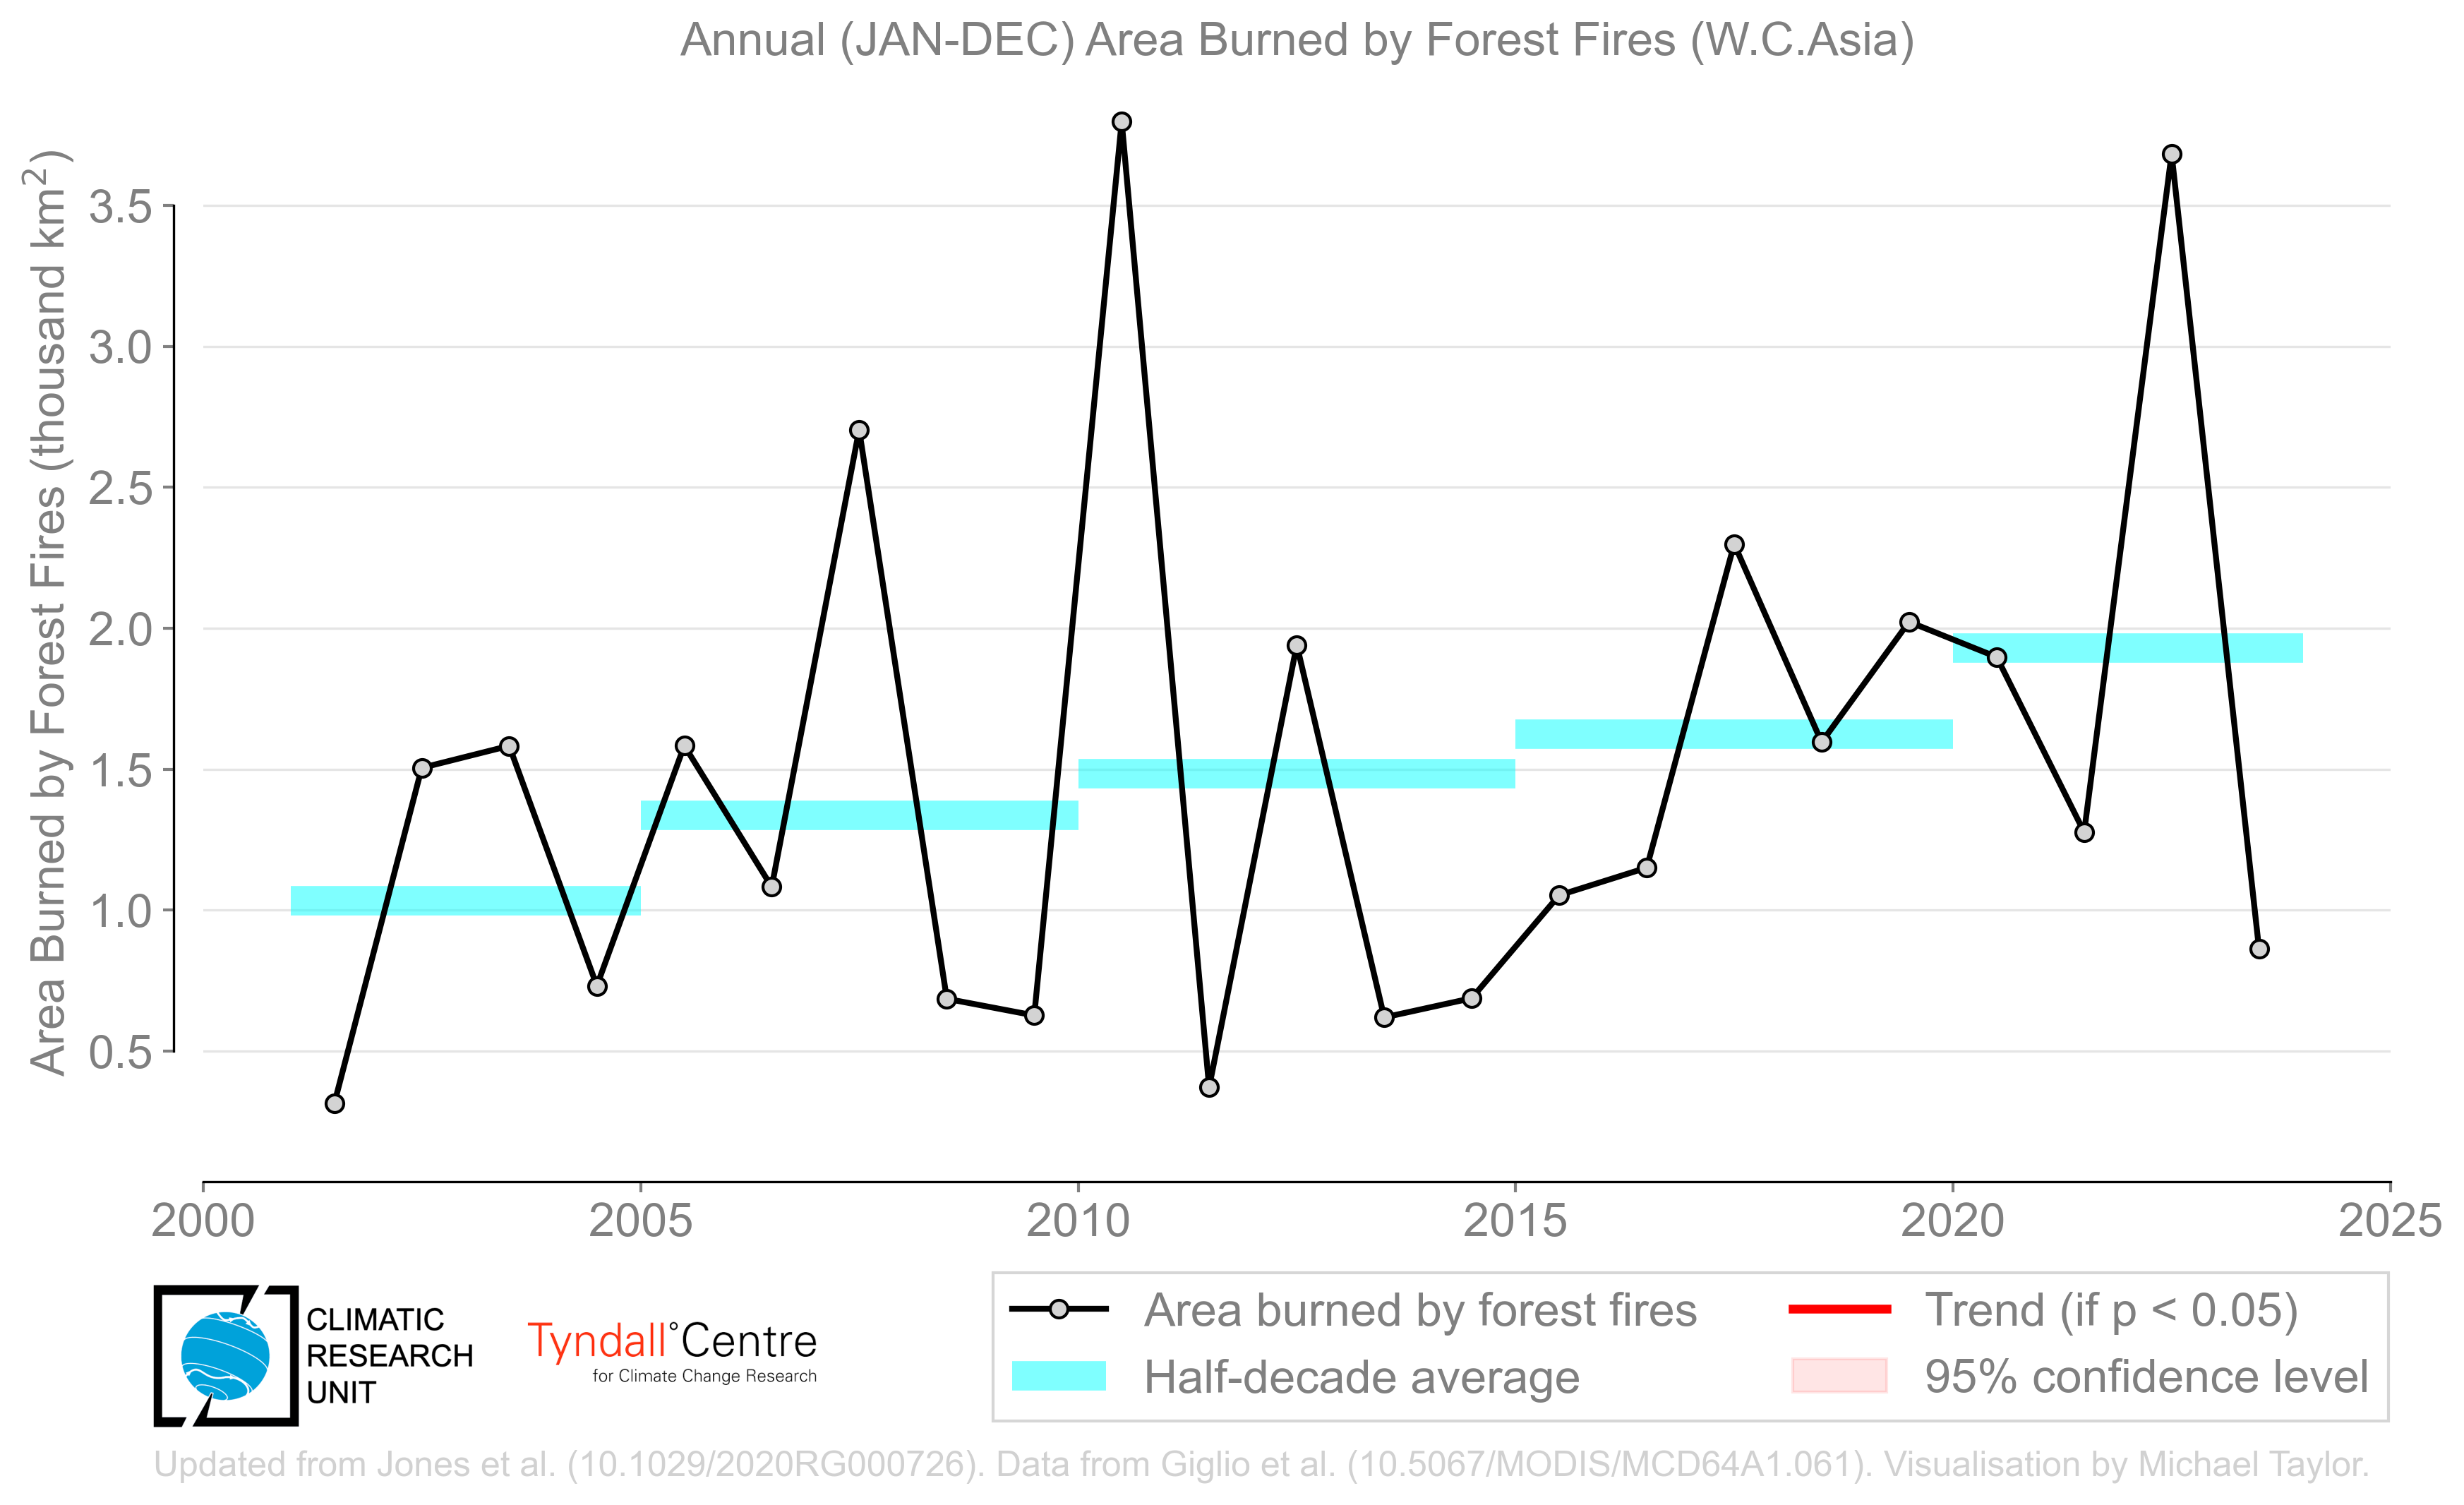 Annual (JAN-DEC) Area Burned by Forest Fires (W.C.Asia)
Area Burned by Forest Fires (thousand km²)
3.5
3.0
2.5
2.0
1.5
1.0
0.5
2000
2005
2010
2015
2020
2025
CLIMATIC
RESEARCH
UNIT
Tyndall°Centre
for Climate Change Research
Area burned by forest fires
Half-decade average
Trend (if p < 0.05)
95% confidence level
Updated from Jones et al. (10.1029/2020RG000726). Data from Giglio et al. (10.5067/MODIS/MCD64A1.061). Visualisation by Michael Taylor.